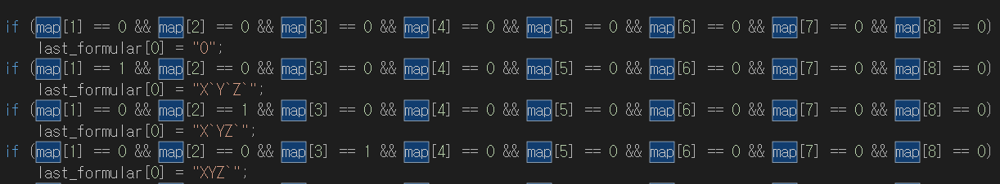 if (map[1] == 0 && map[2] == 0 && map[3] == 0 && map[4] == 0 && map[5] == 0 && map[6] == 0 && map[7] == 0 && map[8] == 0)
last_formular[0] = "0";
if (map[1] == 1 && map[2] == 0 && map[3] == 0 && map[4] == 0 && map[5] == 0 && map[6] == 0 && map[7] == 0 && map[8] == 0)
last_formular[0] = "X`Y`Z`";
if (map[1] == 0 && map[2] == 1 && map[3] == 0 && map[4] == 0 && map[5] == 0 && map[6] == 0 && map[7] == 0 && map[8] == 0)
last_formular[0] = "X`YZ`";
if (map[1] == 0 && map[2] == 0 && map[3] == 1 && map[4] == 0 && map[5] == 0 && map[6] == 0 && map[7] == 0 && map[8] == 0)
last_formular[0] = "XYZ`";